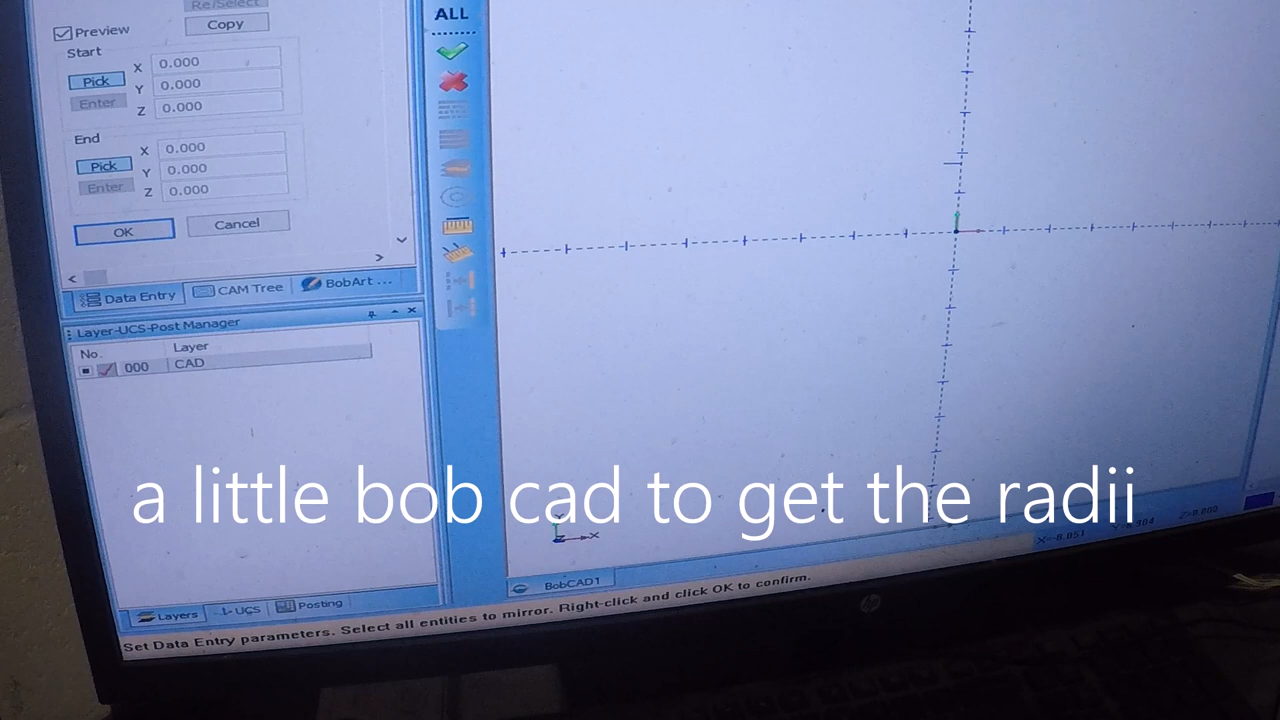 Re/Select
Copy
Preview
Start
Pick
Enter
X 0.000
Y 0.000
Z 0.000
End
Pick
Enter
X 0.000
Y 0.000
Z 0.000
OK
Cancel
Data Entry
CAM Tree
BobArt ...
Layer-UCS-Post Manager
No. Layer
000 CAD
Layers
UCS
Posting
ALL
a little bob cad to get the radii
X
BobCAD1
Z=0.000
Set Data Entry parameters. Select all entities to mirror. Right-click and click OK to confirm.
hp